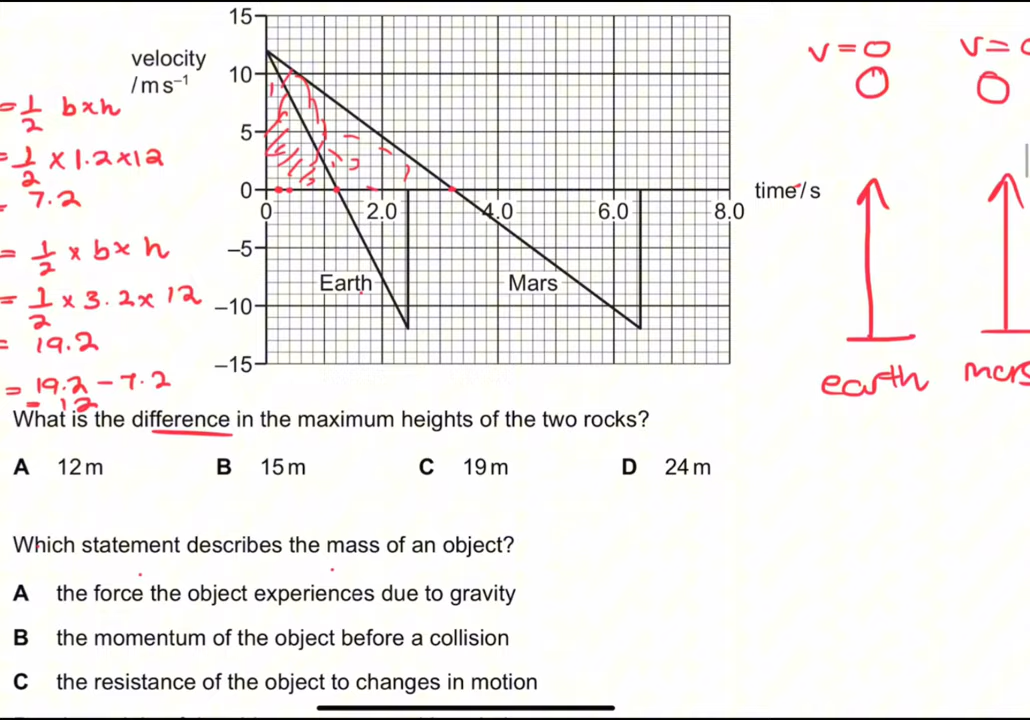 15
velocity
/ m s⁻¹
10
5
0
−5
−10
−15
0
2.0
4.0
6.0
8.0
time / s
Earth
Mars
= 1/2 b×h
= 1/2 × 1.2 × 12
= 7.2
= 1/2 × b × h
= 1/2 × 3.2 × 12
= 19.2
= 19.2 − 7.2
= 12
v = 0
v = 0
earth
mars
What is the difference in the maximum heights of the two rocks?
A 12 m B 15 m C 19 m D 24 m
Which statement describes the mass of an object?
A the force the object experiences due to gravity
B the momentum of the object before a collision
C the resistance of the object to changes in motion